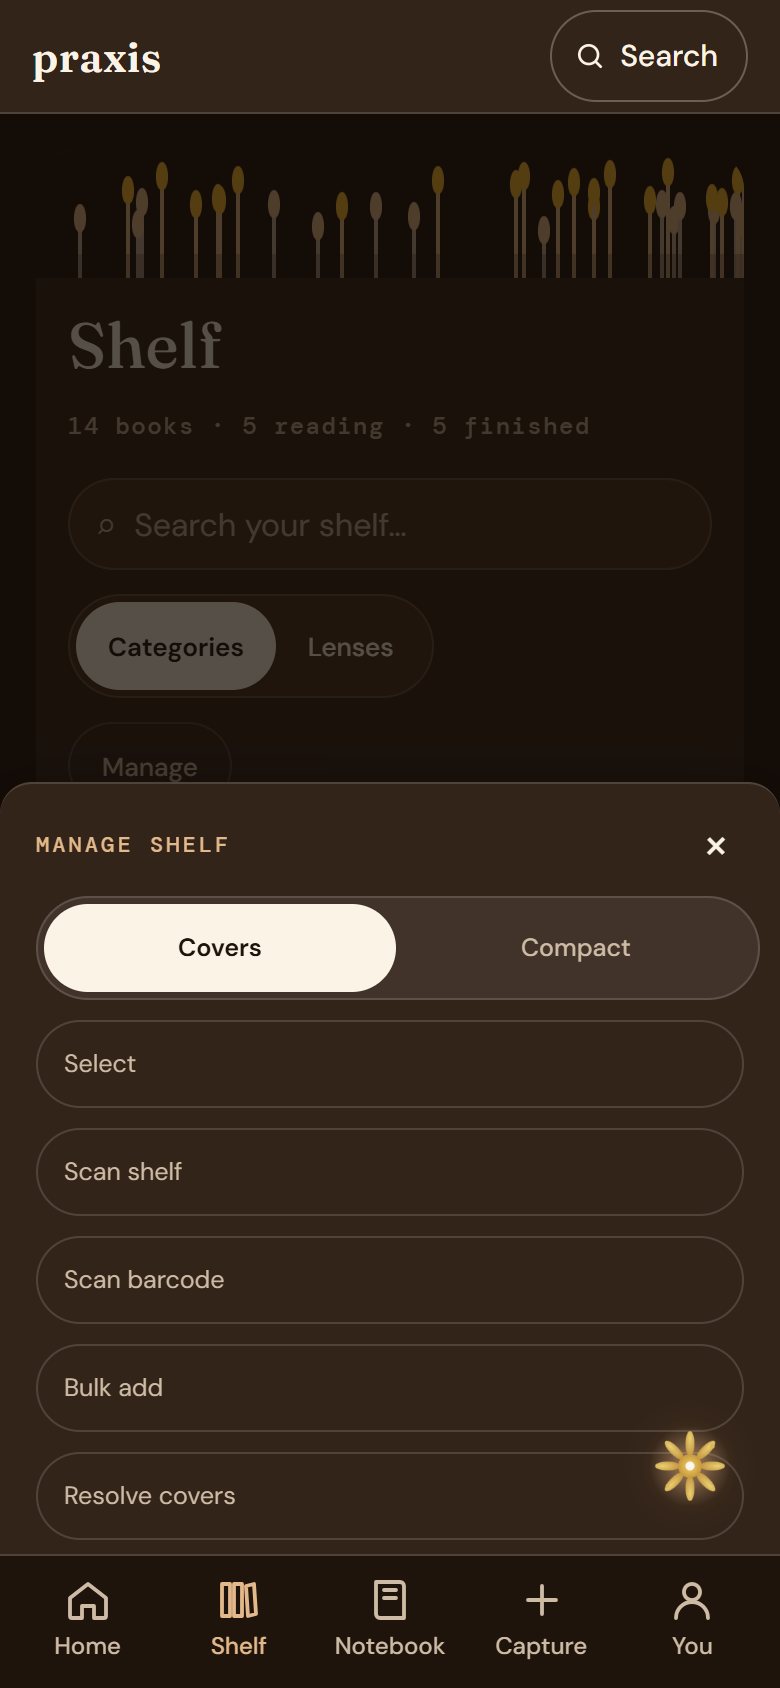 praxis
Search
Shelf
14 books · 5 reading · 5 finished
Search your shelf…
Categories
Lenses
Manage
MANAGE SHELF
Covers
Compact
Select
Scan shelf
Scan barcode
Bulk add
Resolve covers
Home
Shelf
Notebook
Capture
You